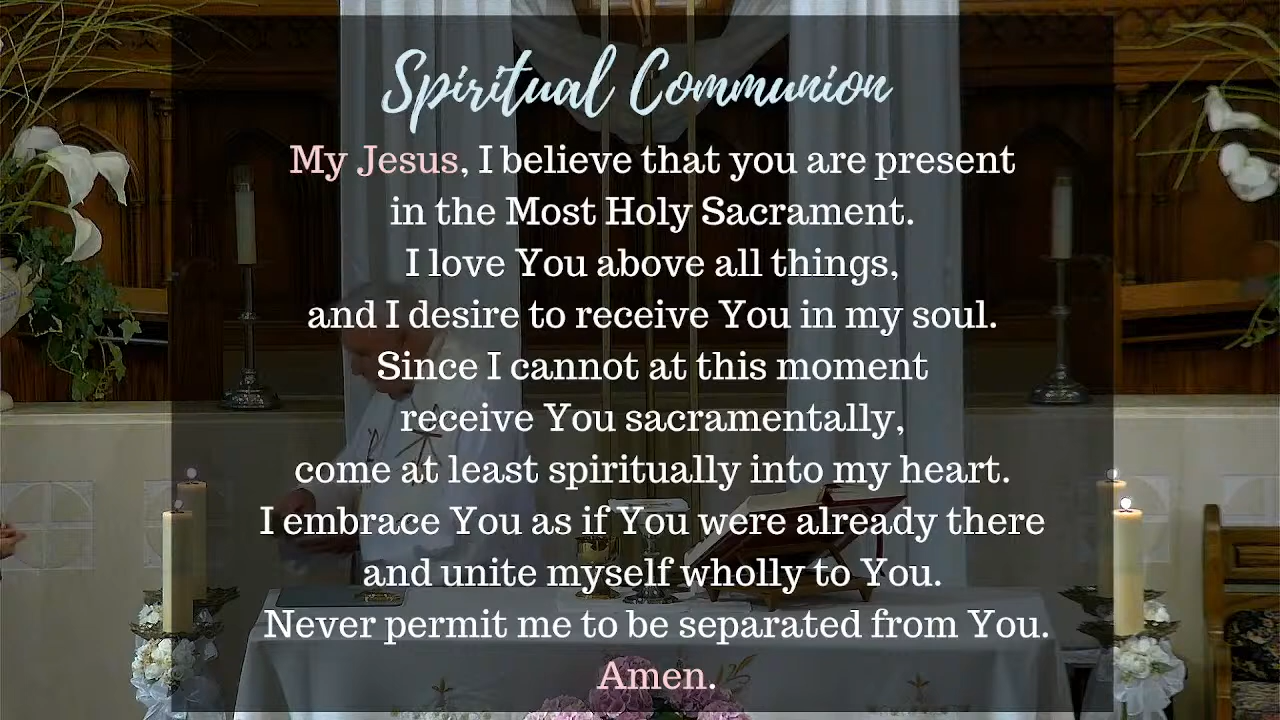 Spiritual Communion
My Jesus, I believe that you are present
in the Most Holy Sacrament.
I love You above all things,
and I desire to receive You in my soul.
Since I cannot at this moment
receive You sacramentally,
come at least spiritually into my heart.
I embrace You as if You were already there
and unite myself wholly to You.
Never permit me to be separated from You.
Amen.